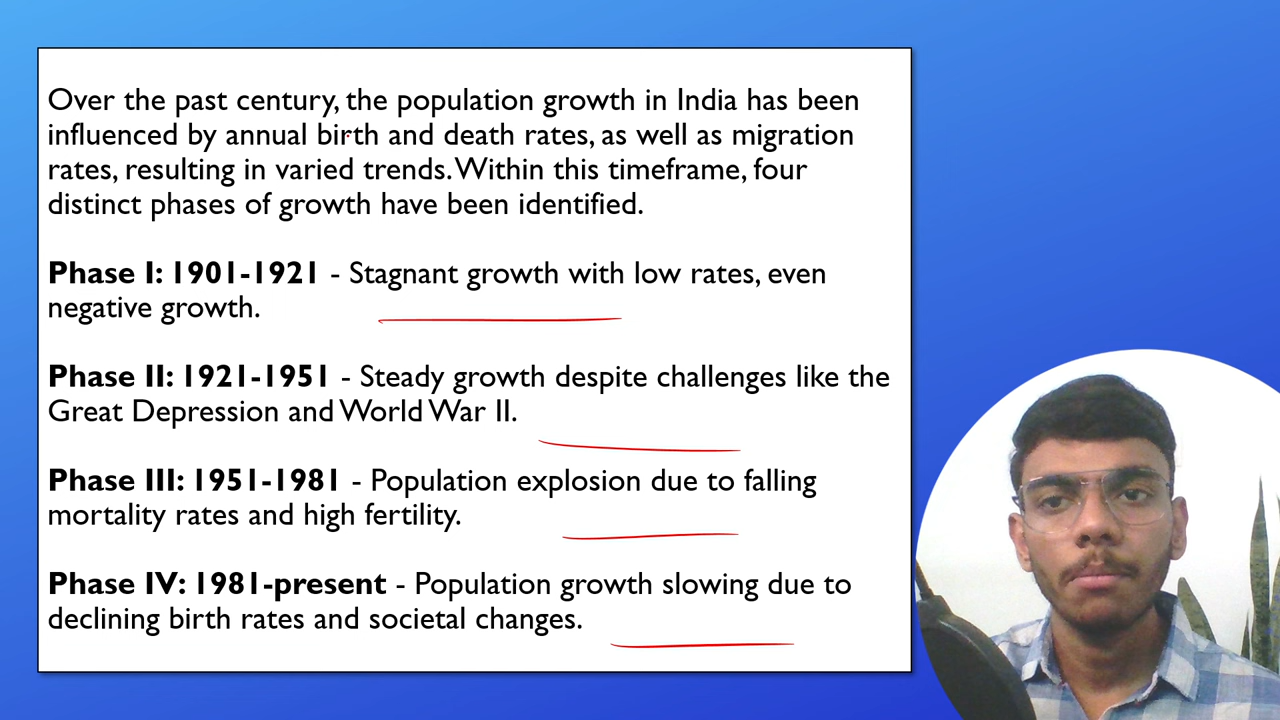 Over the past century, the population growth in India has been
influenced by annual birth and death rates, as well as migration
rates, resulting in varied trends. Within this timeframe, four
distinct phases of growth have been identified.
Phase I: 1901-1921 - Stagnant growth with low rates, even
negative growth.
Phase II: 1921-1951 - Steady growth despite challenges like the
Great Depression and World War II.
Phase III: 1951-1981 - Population explosion due to falling
mortality rates and high fertility.
Phase IV: 1981-present - Population growth slowing due to
declining birth rates and societal changes.